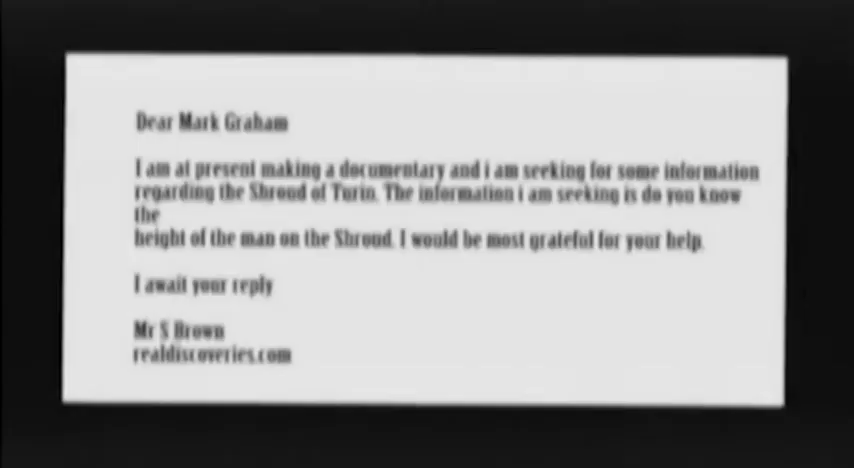 Dear Mark Graham
I am at present making a documentary and i am seeking for some information
regarding the Shroud of Turin. The information i am seeking is do you know
the
height of the man on the Shroud. I would be most grateful for your help.
I await your reply
Mr S Brown
realdiscoveries.com